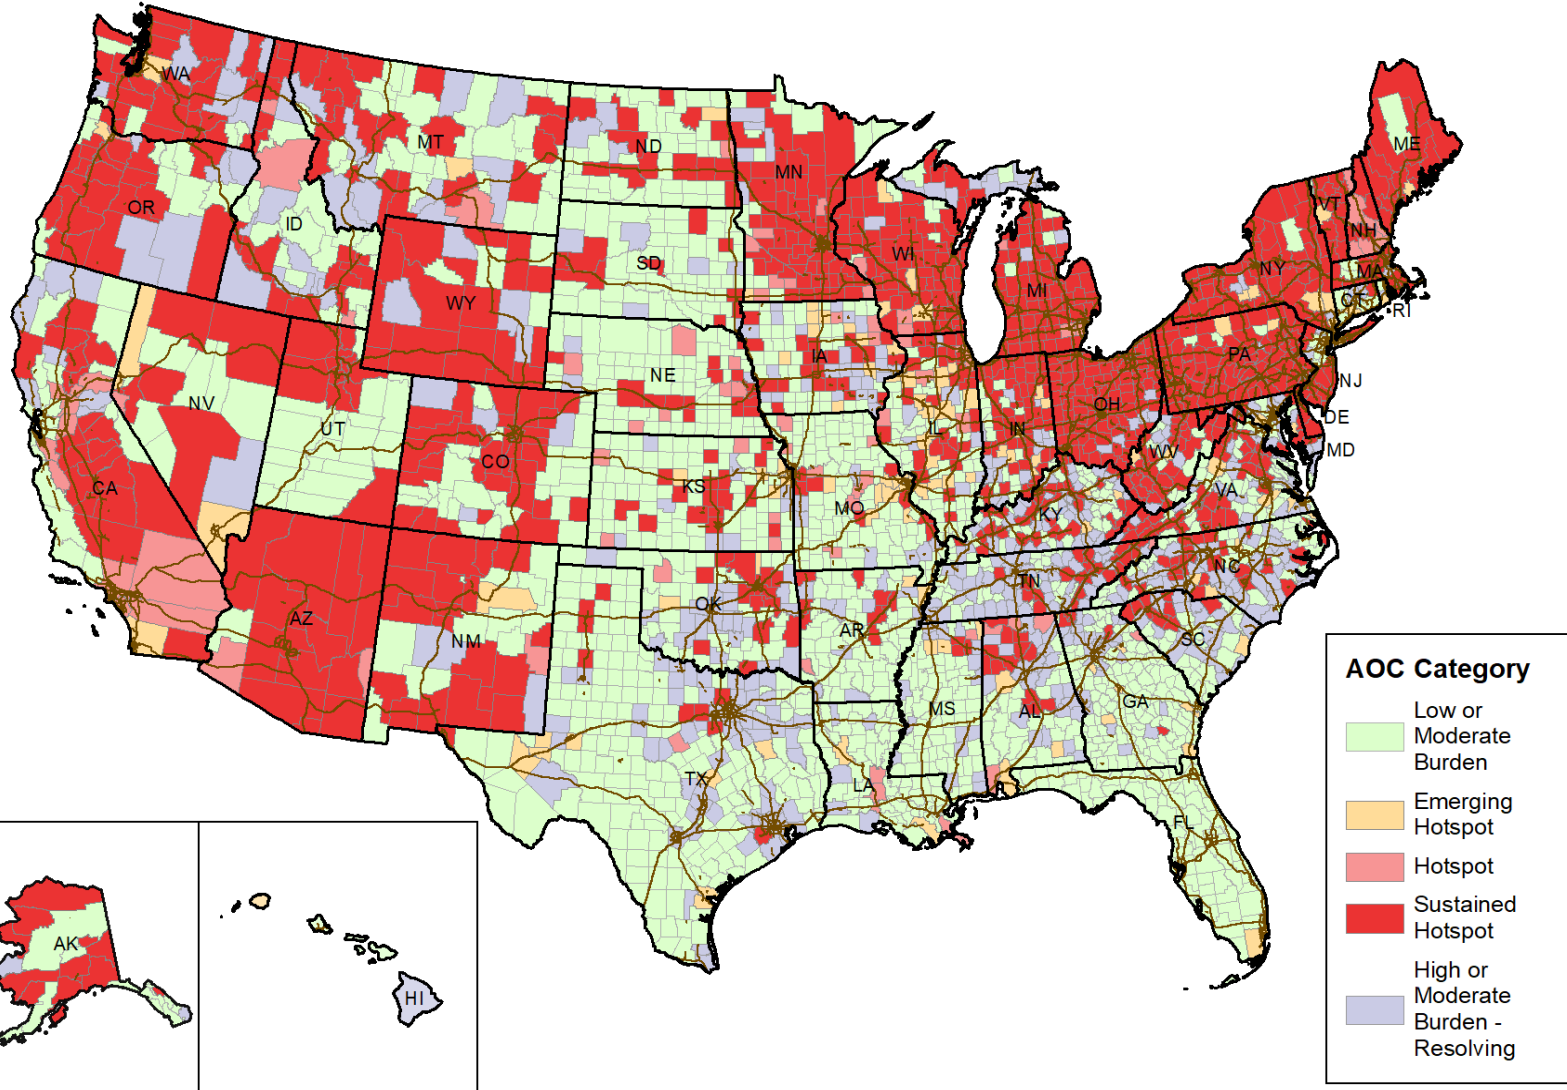 WA
MT
ND
MN
ME
OR
ID
SD
WI
MI
NY
VT
NH
MA
CT
RI
WY
NE
IA
PA
NJ
NV
UT
CO
IL
IN
OH
DE
MD
WV
VA
CA
KS
MO
KY
AZ
NM
OK
AR
TN
NC
SC
MS
AL
GA
TX
LA
FL
AK
HI
AOC Category
Low or
Moderate
Burden
Emerging
Hotspot
Hotspot
Sustained
Hotspot
High or
Moderate
Burden -
Resolving